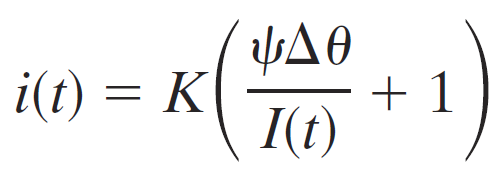 i(t) = K(ψΔθ/I(t) + 1)